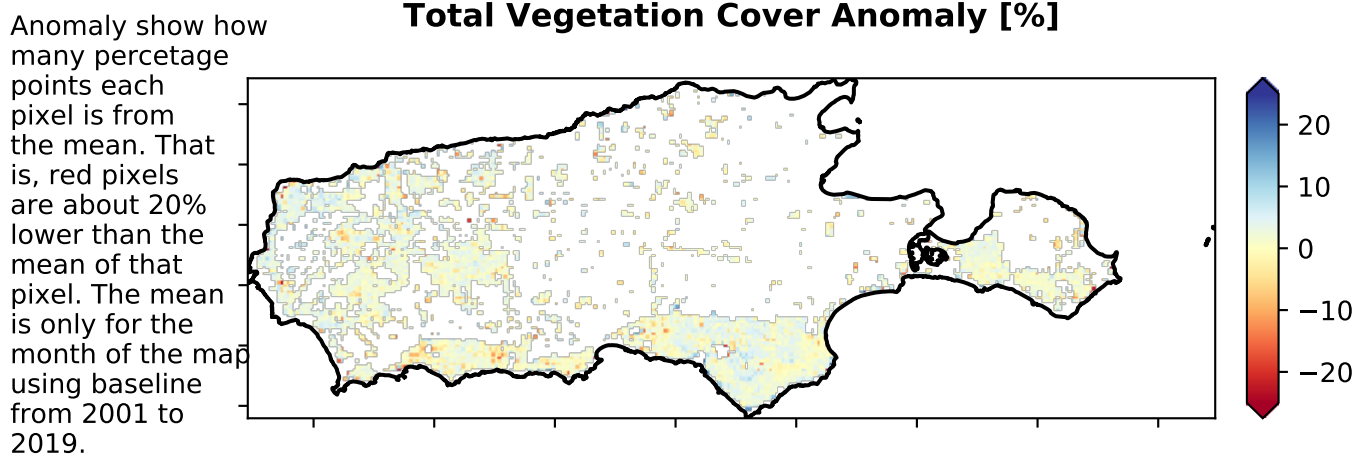 Total Vegetation Cover Anomaly [%]
Anomaly show how
many percetage
points each
pixel is from
the mean. That
is, red pixels
are about 20%
lower than the
mean of that
pixel. The mean
is only for the
month of the map
using baseline
from 2001 to
2019.
20
10
0
−10
−20